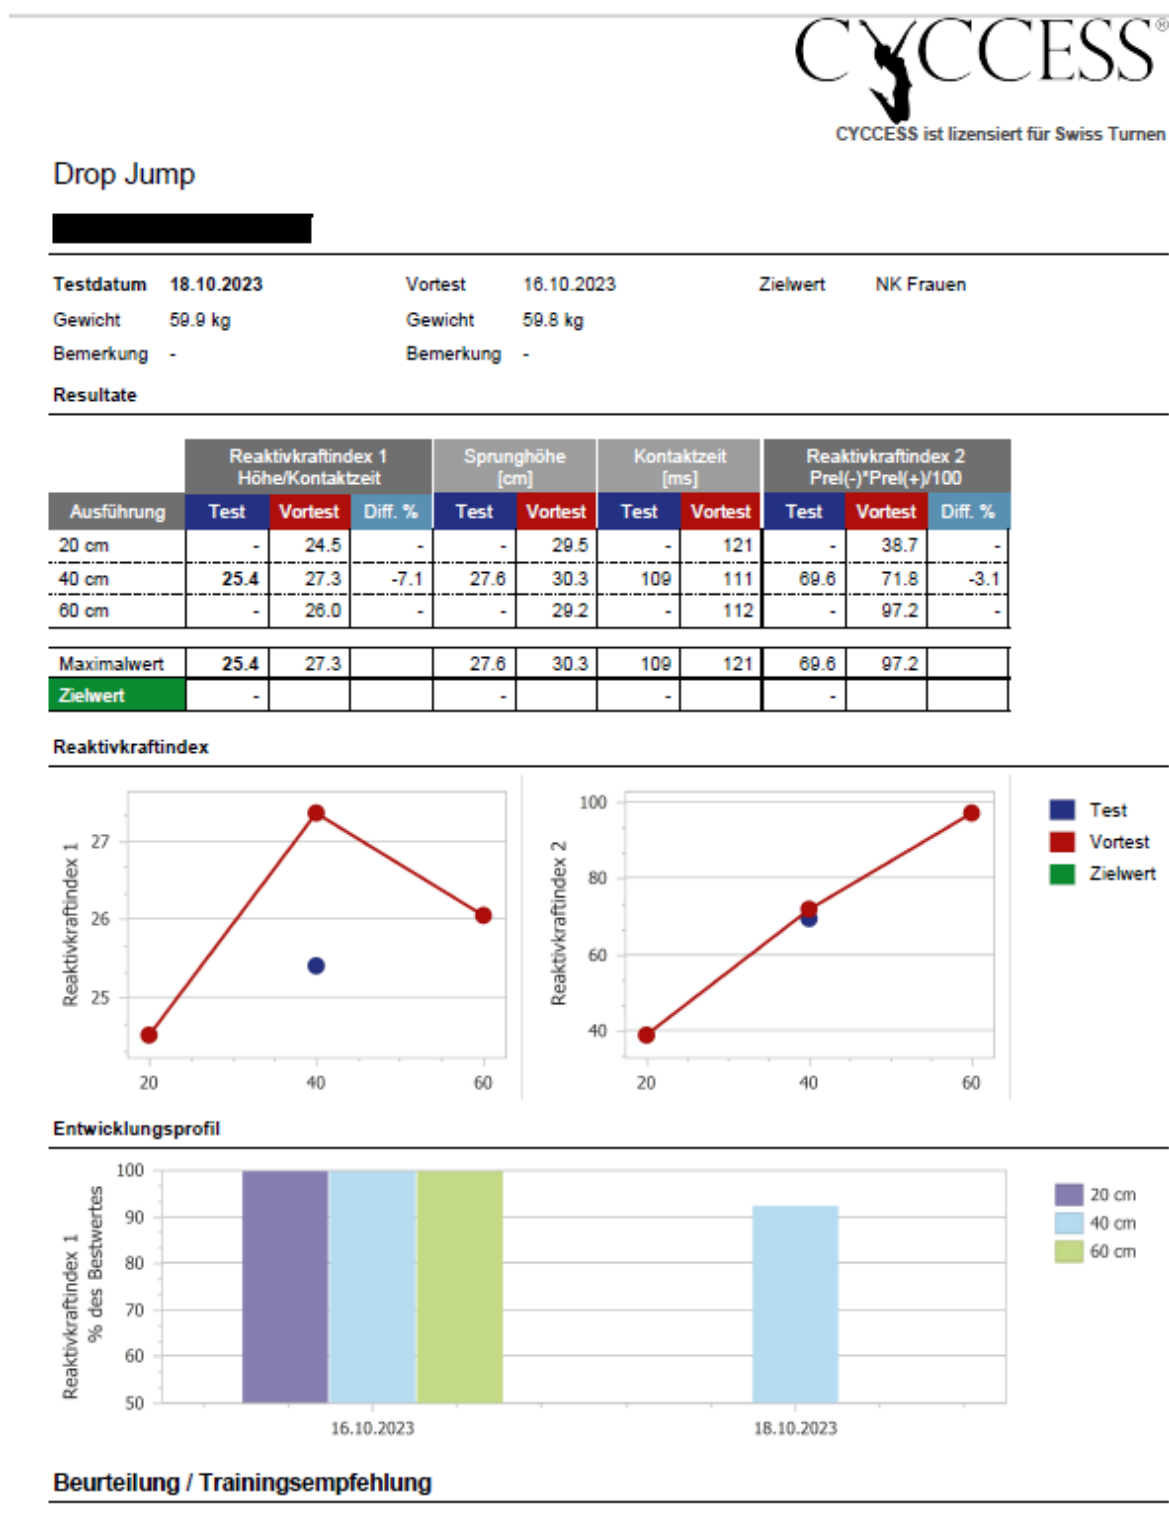 CYCCESS®
CYCCESS ist lizensiert für Swiss Turnen
Drop Jump
Testdatum 18.10.2023 Vortest 16.10.2023 Zielwert NK Frauen
Gewicht 59.9 kg Gewicht 59.8 kg
Bemerkung - Bemerkung -
Resultate
Reaktivkraftindex 1 Sprunghöhe Kontaktzeit Reaktivkraftindex 2
Höhe/Kontaktzeit [cm] [ms] Prel(-)*Prel(+)/100
Ausführung Test Vortest Diff. % Test Vortest Test Vortest Test Vortest Diff. %
20 cm - 24.5 - - 29.5 - 121 - 38.7 -
40 cm 25.4 27.3 -7.1 27.6 30.3 109 111 69.6 71.8 -3.1
60 cm - 26.0 - - 29.2 - 112 - 97.2 -
Maximalwert 25.4 27.3 27.6 30.3 109 121 69.6 97.2
Zielwert - - - -
Reaktivkraftindex
Reaktivkraftindex 1
27
26
25
20 40 60
Reaktivkraftindex 2
100
80
60
40
20 40 60
Test
Vortest
Zielwert
Entwicklungsprofil
Reaktivkraftindex 1
% des Bestwertes
100
90
80
70
60
50
16.10.2023 18.10.2023
20 cm
40 cm
60 cm
Beurteilung / Trainingsempfehlung